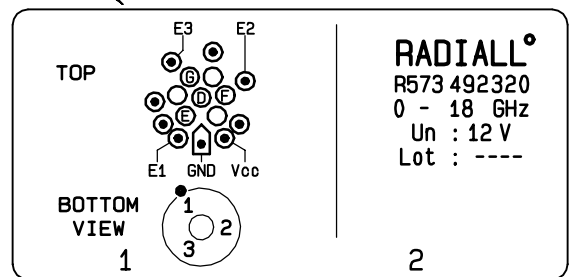 E3 E2
TOP
G
D F
E
E1 GND Vcc
BOTTOM
VIEW
1
2
3
1
RADIALL°
R573 492320
0 - 18 GHz
Un : 12 V
Lot : ----
2